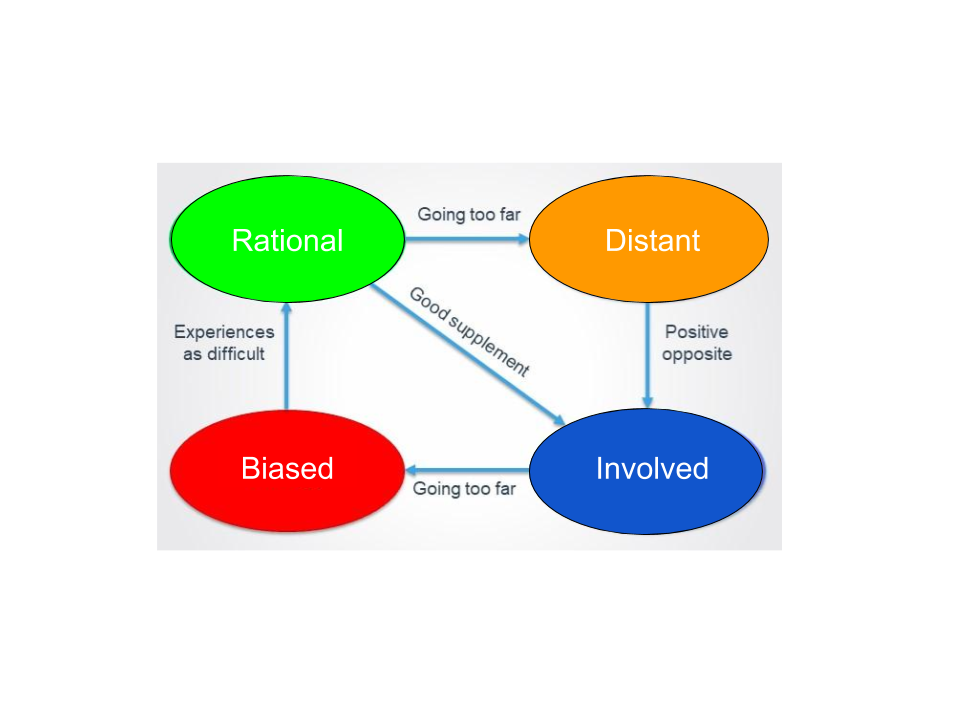 Going too far
Rational
Distant
Good supplement
Experiences
as difficult
Positive
opposite
Biased
Involved
Going too far